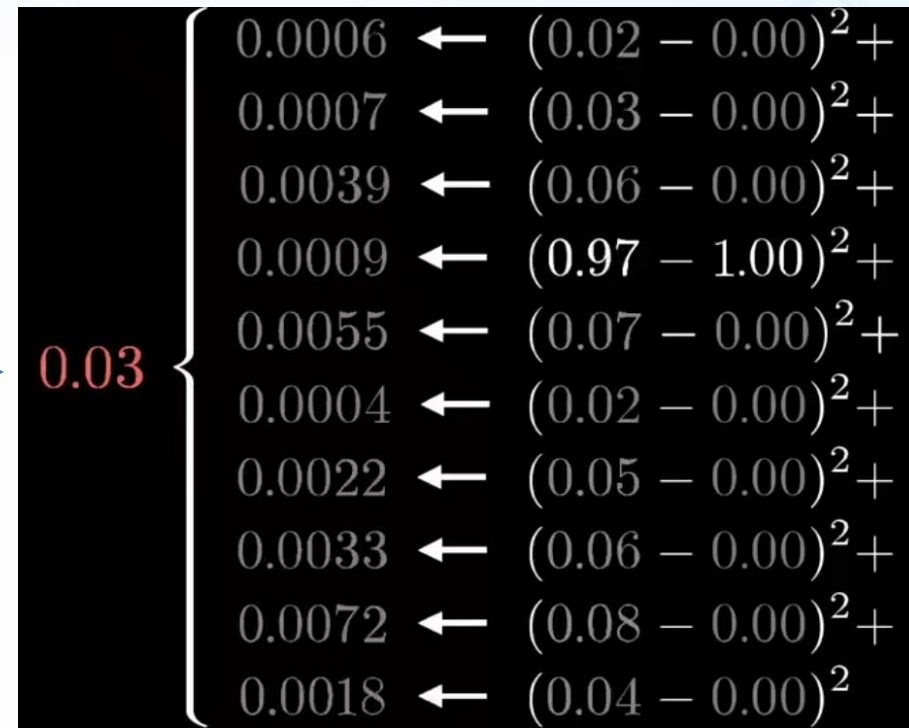 0.0006 ← (0.02 − 0.00)²+
0.0007 ← (0.03 − 0.00)²+
0.0039 ← (0.06 − 0.00)²+
0.0009 ← (0.97 − 1.00)²+
0.0055 ← (0.07 − 0.00)²+
0.03
0.0004 ← (0.02 − 0.00)²+
0.0022 ← (0.05 − 0.00)²+
0.0033 ← (0.06 − 0.00)²+
0.0072 ← (0.08 − 0.00)²+
0.0018 ← (0.04 − 0.00)²